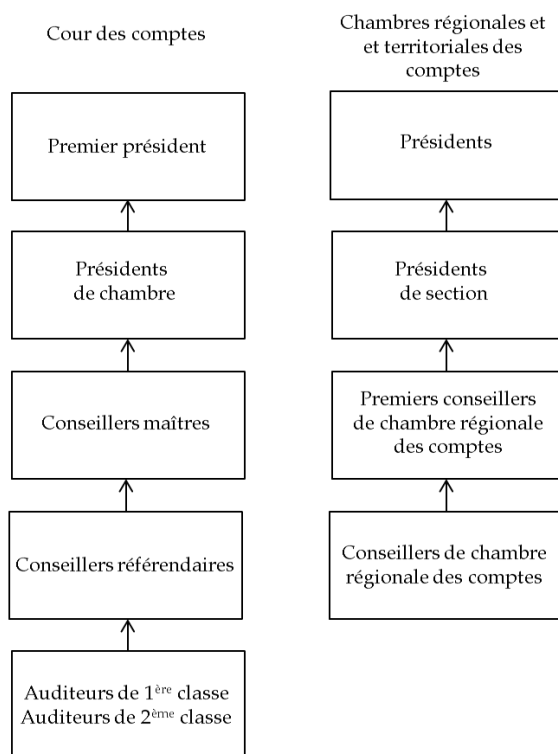 Cour des comptes
Premier président
Présidents
de chambre
Conseillers maîtres
Conseillers référendaires
Auditeurs de 1ère classe
Auditeurs de 2ème classe
Chambres régionales et
et territoriales des
comptes
Présidents
Présidents
de section
Premiers conseillers
de chambre régionale
des comptes
Conseillers de chambre
régionale des comptes